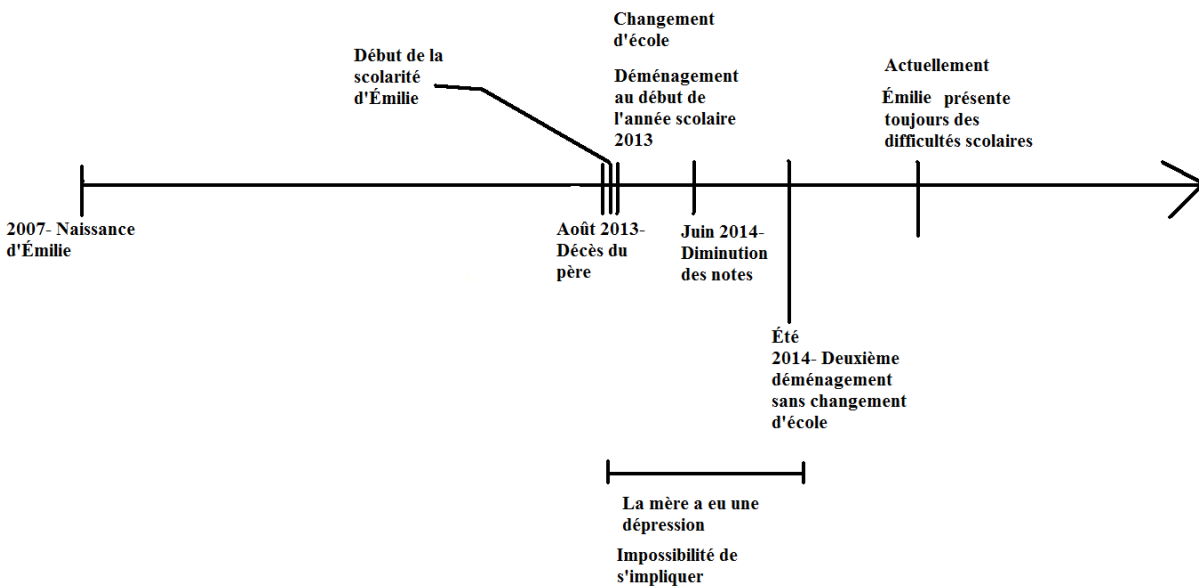 Changement
d'école
Début de la
scolarité
d'Émilie
Déménagement
au début de
l'année scolaire
2013
Actuellement
Émilie présente
toujours des
difficultés scolaires
2007- Naissance
d'Émilie
Août 2013-
Décès du
père
Juin 2014-
Diminution
des notes
Été
2014- Deuxième
déménagement
sans changement
d'école
La mère a eu une
dépression
Impossibilité de
s'impliquer